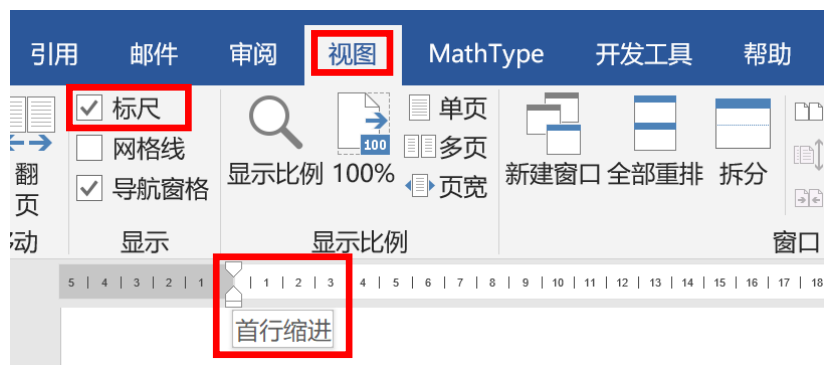 引用 邮件 审阅 视图 MathType 开发工具 帮助
标尺
网格线
导航窗格
翻
页
显示比例
100
100%
单页
多页
页宽
新建窗口 全部重排 拆分
显示 显示比例 窗口
5 4 3 2 1 1 2 3 4 5 6 7 8 9 10 11 12 13 14 15 16 17 18
首行缩进